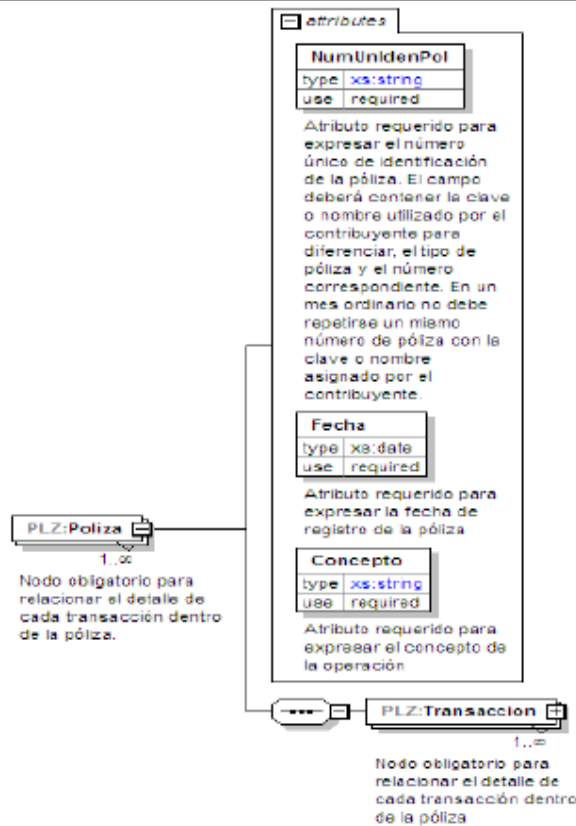 attributes
NumUnIdenPol
type xs:string
use required
Atributo requerido para
expresar el número
único de identificación
de la póliza. El campo
deberá contener la clave
o nombre utilizado por el
contribuyente para
diferenciar, el tipo de
póliza y el número
correspondiente. En un
mes ordinario no debe
repetirse un mismo
número de póliza con la
clave o nombre
asignado por el
contribuyente.
Fecha
type xs:date
use required
Atributo requerido para
expresar la fecha de
registro de la póliza
PLZ:Poliza
1..∞
Nodo obligatorio para
relacionar el detalle de
cada transacción dentro
de la póliza.
Concepto
type xs:string
use required
Atributo requerido para
expresar el concepto de
la operación
PLZ:Transaccion
1..∞
Nodo obligatorio para
relacionar el detalle de
cada transacción dentro
de la póliza